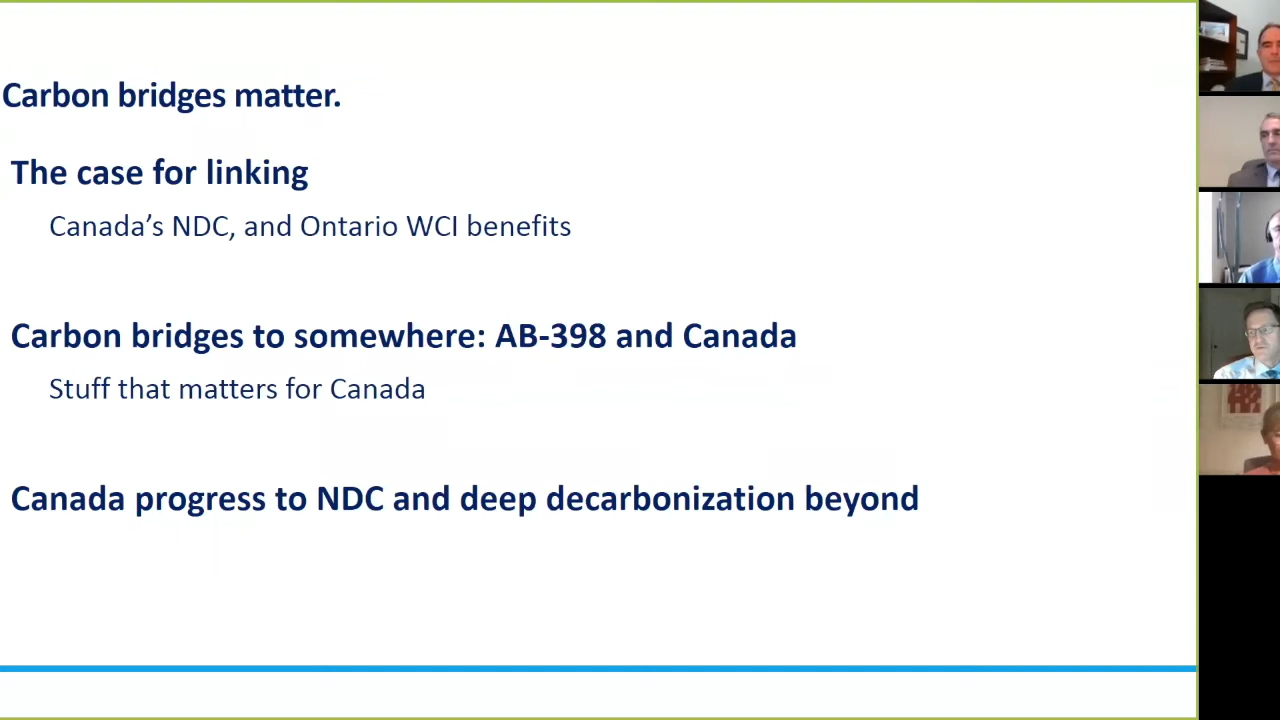 Carbon bridges matter.
The case for linking
Canada’s NDC, and Ontario WCI benefits
Carbon bridges to somewhere: AB-398 and Canada
Stuff that matters for Canada
Canada progress to NDC and deep decarbonization beyond